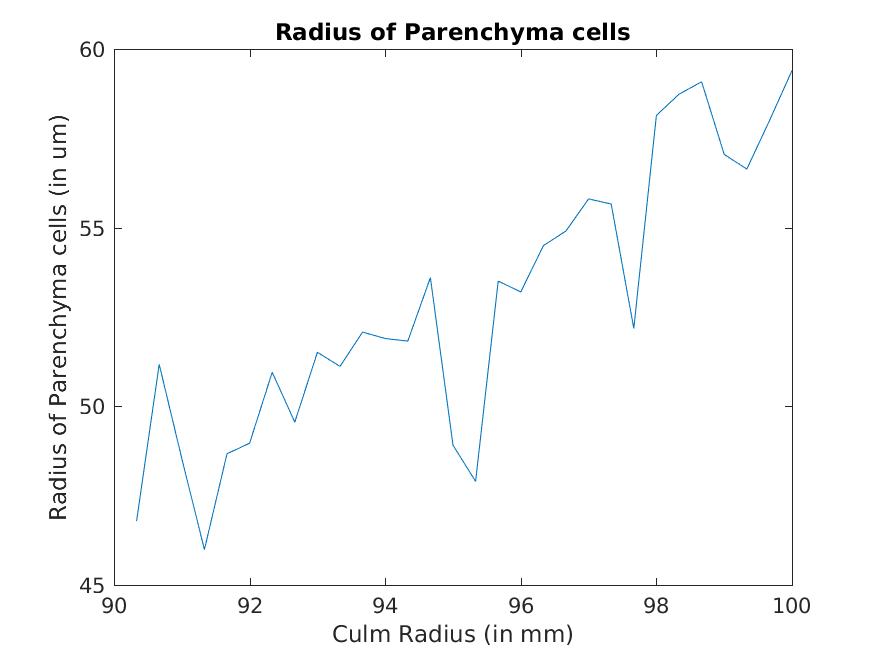 Radius of Parenchyma cells
Radius of Parenchyma cells (in um)
60
55
50
45
90 92 94 96 98 100
Culm Radius (in mm)